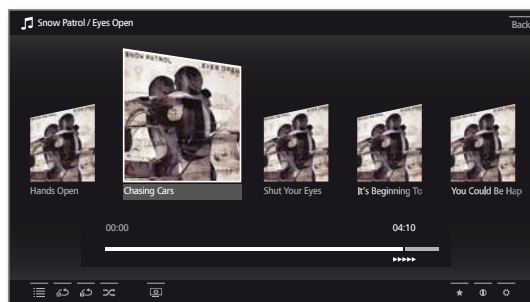 Snow Patrol / Eyes Open
Back
SNOW PATROL EYES OPEN
Hands Open
Chasing Cars
Shut Your Eyes
It's Beginning To
You Could Be Hap
00:00
04:10